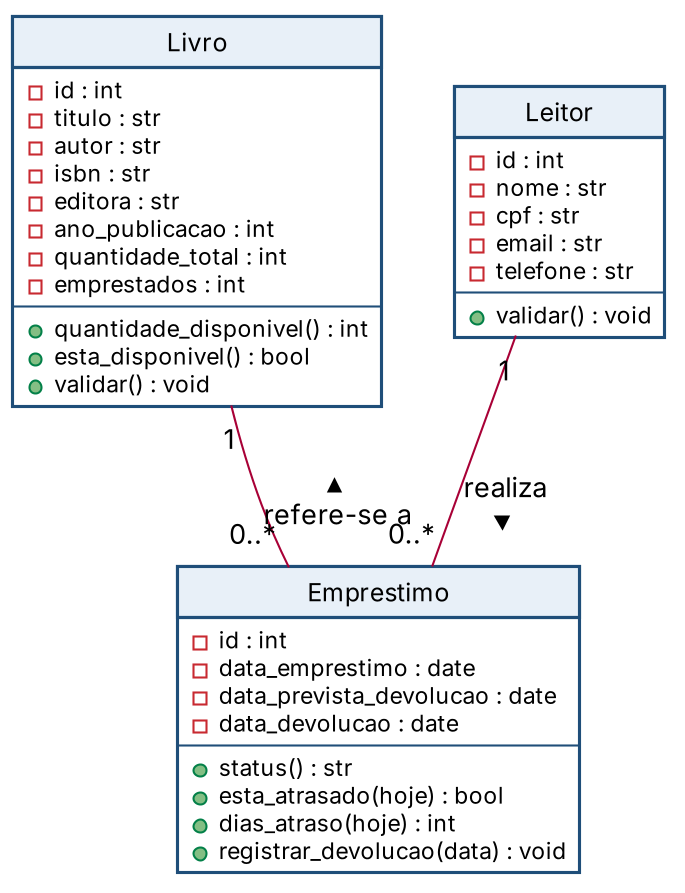 Livro
id : int
titulo : str
autor : str
isbn : str
editora : str
ano_publicacao : int
quantidade_total : int
emprestados : int
quantidade_disponivel() : int
esta_disponivel() : bool
validar() : void
Leitor
id : int
nome : str
cpf : str
email : str
telefone : str
validar() : void
1
1
▲
refere-se a
realiza
▼
0..*
0..*
Emprestimo
id : int
data_emprestimo : date
data_prevista_devolucao : date
data_devolucao : date
status() : str
esta_atrasado(hoje) : bool
dias_atraso(hoje) : int
registrar_devolucao(data) : void